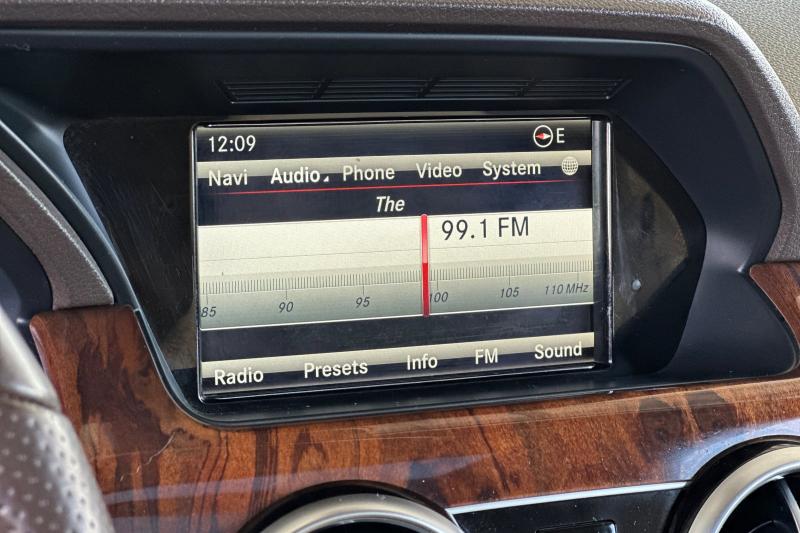 12:09 E
Navi Audio Phone Video System
The
99.1 FM
85 90 95 100 105 110 MHz
Radio Presets Info FM Sound